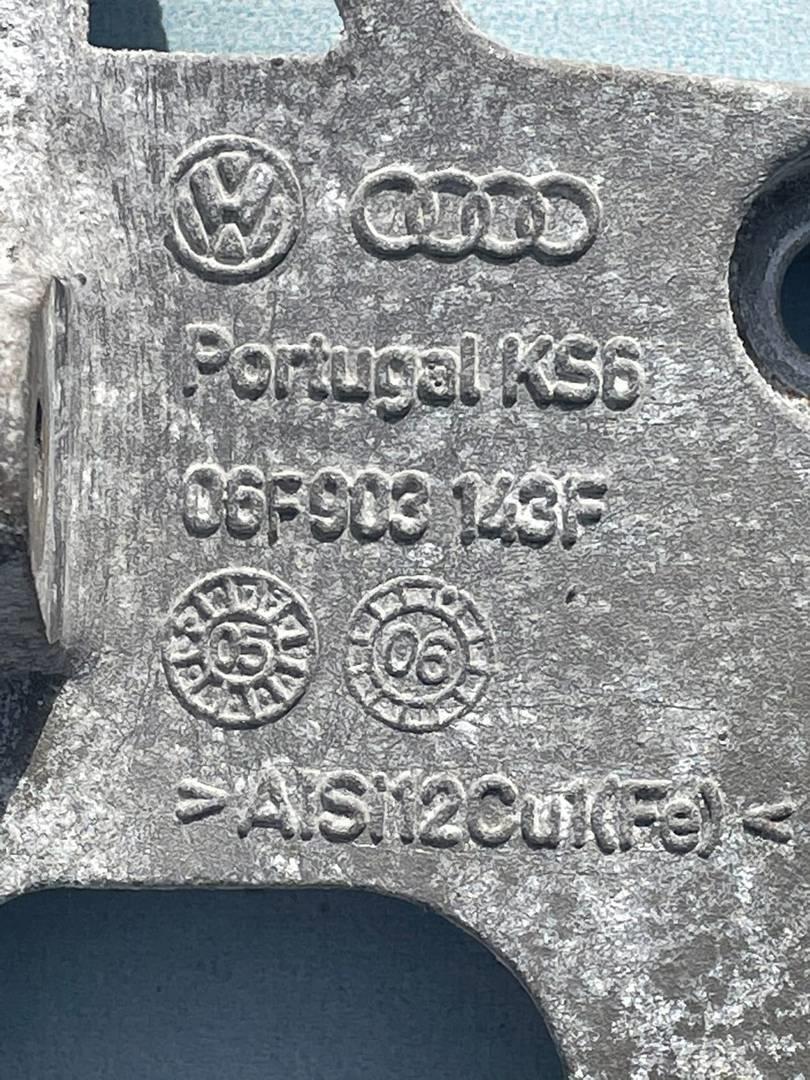 Portugal KS6
06F903 143F
05 06
>AlSi12Cu1(Fe)<